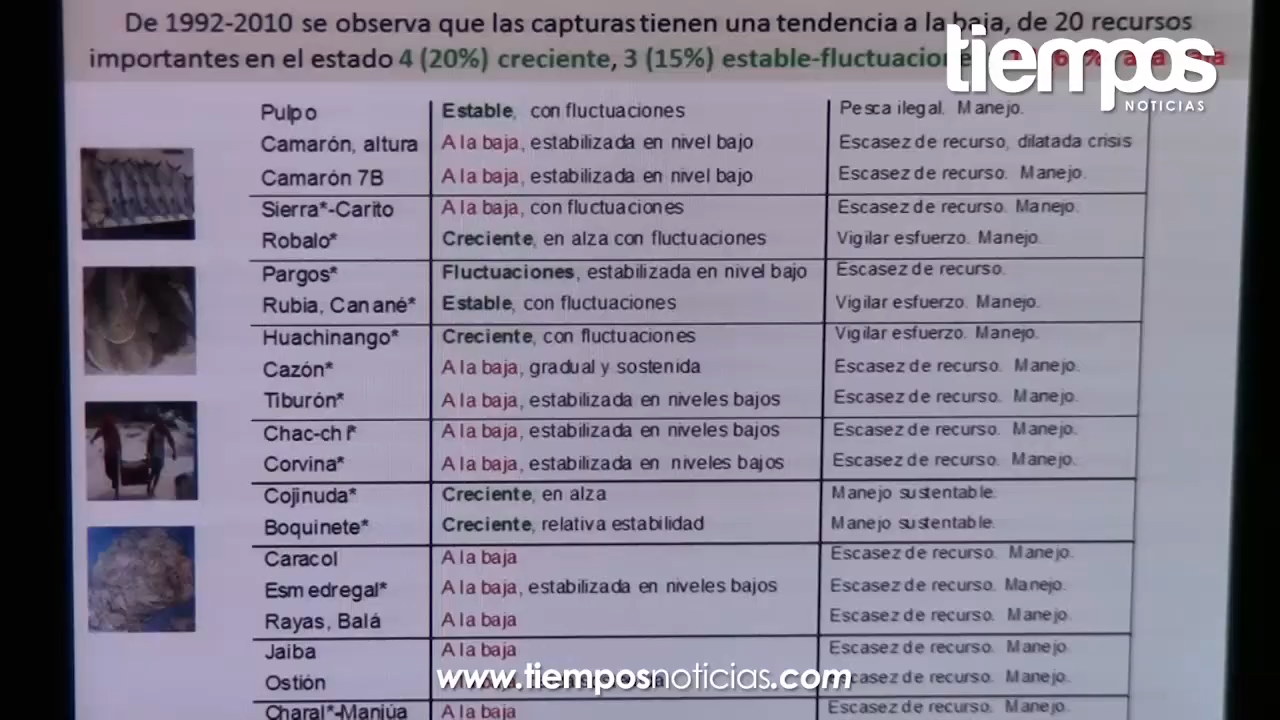 De 1992-2010 se observa que las capturas tienen una tendencia a la baja, de 20 recursos
importantes en el estado 4 (20%) creciente, 3 (15%) estable-fluctuacione
tiempos
NOTICIAS
Pulpo Estable, con fluctuaciones Pesca ilegal. Manejo.
Camarón, altura A la baja, estabilizada en nivel bajo Escasez de recurso, dilatada crisis
Camarón 7B A la baja, estabilizada en nivel bajo Escasez de recurso. Manejo.
Sierra*-Carito A la baja, con fluctuaciones Escasez de recurso. Manejo.
Robalo* Creciente, en alza con fluctuaciones Vigilar esfuerzo. Manejo.
Pargos* Fluctuaciones, estabilizada en nivel bajo Escasez de recurso.
Rubia, Canané* Estable, con fluctuaciones Vigilar esfuerzo. Manejo.
Huachinango* Creciente, con fluctuaciones Vigilar esfuerzo. Manejo.
Cazón* A la baja, gradual y sostenida Escasez de recurso. Manejo.
Tiburón* A la baja, estabilizada en niveles bajos Escasez de recurso. Manejo.
Chac-chi* A la baja, estabilizada en niveles bajos Escasez de recurso. Manejo.
Corvina* A la baja, estabilizada en niveles bajos Escasez de recurso. Manejo.
Cojinuda* Creciente, en alza Manejo sustentable.
Boquinete* Creciente, relativa estabilidad Manejo sustentable.
Caracol A la baja Escasez de recurso. Manejo.
Esmedregal* A la baja, estabilizada en niveles bajos Escasez de recurso. Manejo.
Rayas, Balá A la baja Escasez de recurso. Manejo.
Jaiba A la baja Escasez de recurso. Manejo.
Ostión Escasez de recurso. Manejo.
Charal*-Manjúa A la baja Escasez de recurso. Manejo.
www.tiemposnoticias.com